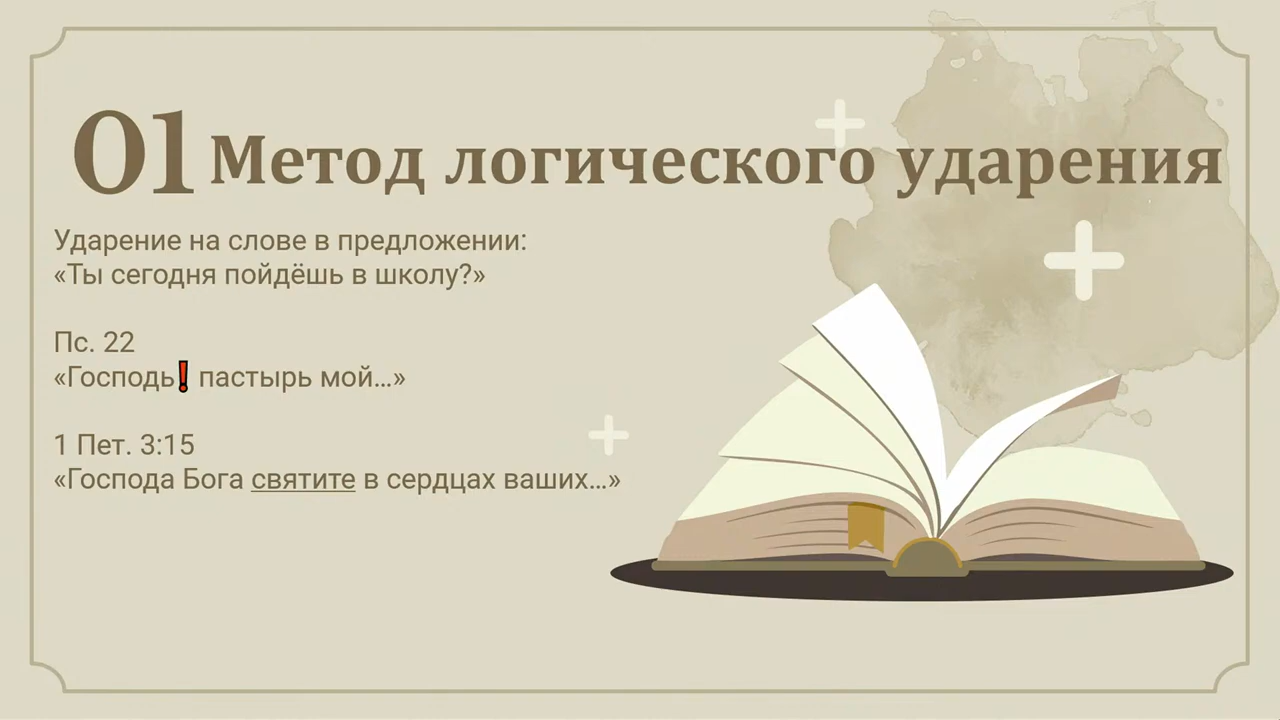 01 Метод логического ударения
Ударение на слове в предложении:
«Ты сегодня пойдёшь в школу?»
Пс. 22
«Господь❗ пастырь мой...»
1 Пет. 3:15
«Господа Бога святите в сердцах ваших...»